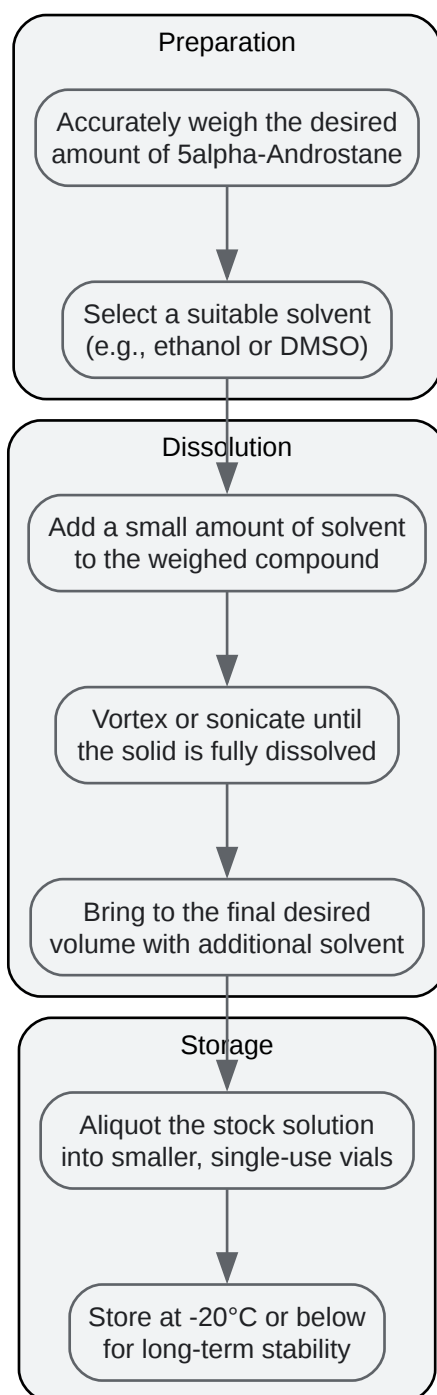 Preparation
Accurately weigh the desired
amount of 5alpha-Androstane
Select a suitable solvent
(e.g., ethanol or DMSO)
Dissolution
Add a small amount of solvent
to the weighed compound
Vortex or sonicate until
the solid is fully dissolved
Bring to the final desired
volume with additional solvent
Storage
Aliquot the stock solution
into smaller, single-use vials
Store at -20°C or below
for long-term stability